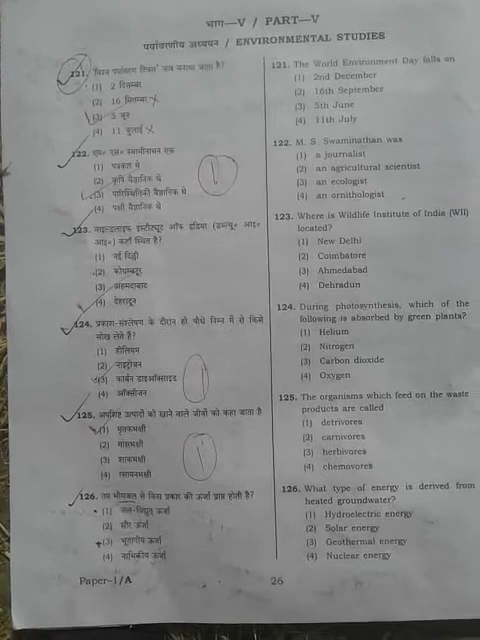 भाग—V / PART—V
पर्यावरणीय अध्ययन / ENVIRONMENTAL STUDIES
121. 'विश्व पर्यावरण दिवस' कब मनाया जाता है?
(1) 2 दिसम्बर
(2) 16 सितम्बर
(3) 5 जून
(4) 11 जुलाई
122. एम॰ एस॰ स्वामीनाथन एक
(1) पत्रकार थे
(2) कृषि वैज्ञानिक थे
(3) पारिस्थितिकी वैज्ञानिक थे
(4) पक्षी वैज्ञानिक थे
123. वाइल्डलाइफ इंस्टीट्यूट ऑफ इंडिया (डब्ल्यू॰ आइ॰
आइ॰) कहाँ स्थित है?
(1) नई दिल्ली
(2) कोयम्बटूर
(3) अहमदाबाद
(4) देहरादून
124. प्रकाश-संश्लेषण के दौरान हरे पौधे निम्न में से किसे
सोख लेते हैं?
(1) हीलियम
(2) नाइट्रोजन
(3) कार्बन डाइऑक्साइड
(4) ऑक्सीजन
125. अपशिष्ट उत्पादों को खाने वाले जीवों को कहा जाता है
(1) मृतकभक्षी
(2) मांसभक्षी
(3) शाकभक्षी
(4) रसायनभक्षी
126. तप्त भौमजल से किस प्रकार की ऊर्जा प्राप्त होती है?
(1) जल-विद्युत ऊर्जा
(2) सौर ऊर्जा
(3) भूतापीय ऊर्जा
(4) नाभिकीय ऊर्जा
121. The World Environment Day falls on
(1) 2nd December
(2) 16th September
(3) 5th June
(4) 11th July
122. M. S. Swaminathan was
(1) a journalist
(2) an agricultural scientist
(3) an ecologist
(4) an ornithologist
123. Where is Wildlife Institute of India (WII)
located?
(1) New Delhi
(2) Coimbatore
(3) Ahmedabad
(4) Dehradun
124. During photosynthesis, which of the
following is absorbed by green plants?
(1) Helium
(2) Nitrogen
(3) Carbon dioxide
(4) Oxygen
125. The organisms which feed on the waste
products are called
(1) detrivores
(2) carnivores
(3) herbivores
(4) chemovores
126. What type of energy is derived from
heated groundwater?
(1) Hydroelectric energy
(2) Solar energy
(3) Geothermal energy
(4) Nuclear energy
Paper—1/A
26